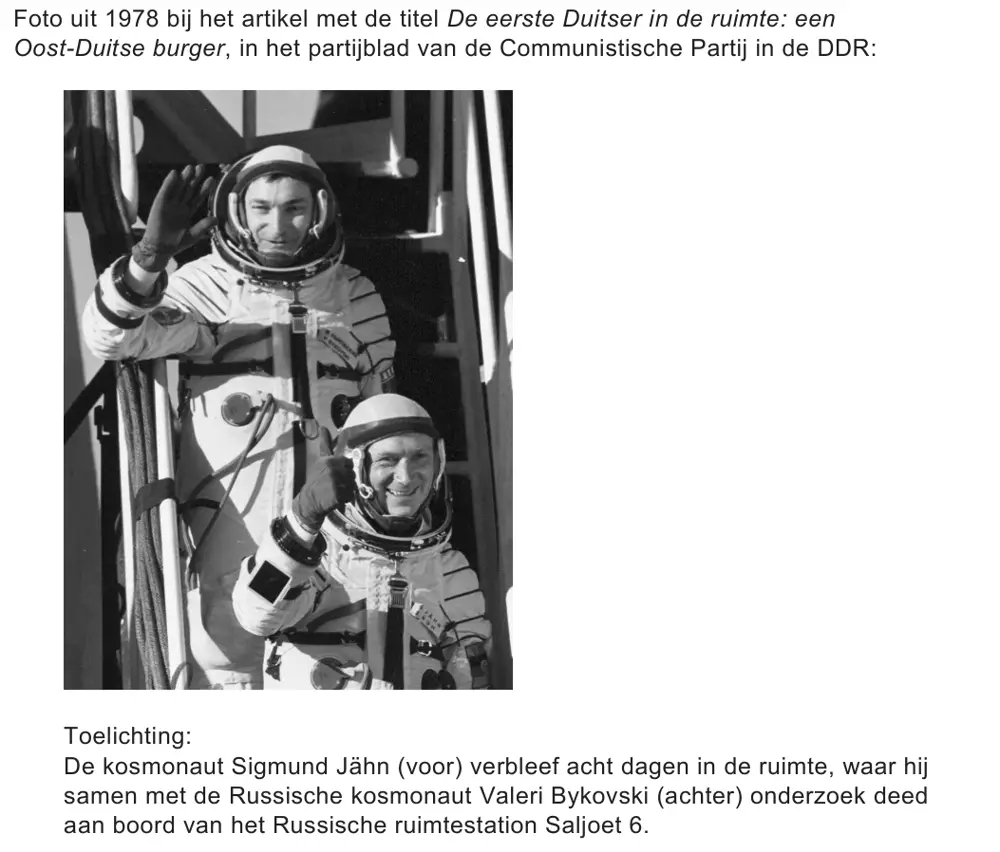 Foto uit 1978 bij het artikel met de titel De eerste Duitser in de ruimte: een
Oost-Duitse burger, in het partijblad van de Communistische Partij in de DDR:
Toelichting:
De kosmonaut Sigmund Jähn (voor) verbleef acht dagen in de ruimte, waar hij
samen met de Russische kosmonaut Valeri Bykovski (achter) onderzoek deed
aan boord van het Russische ruimtestation Saljoet 6.